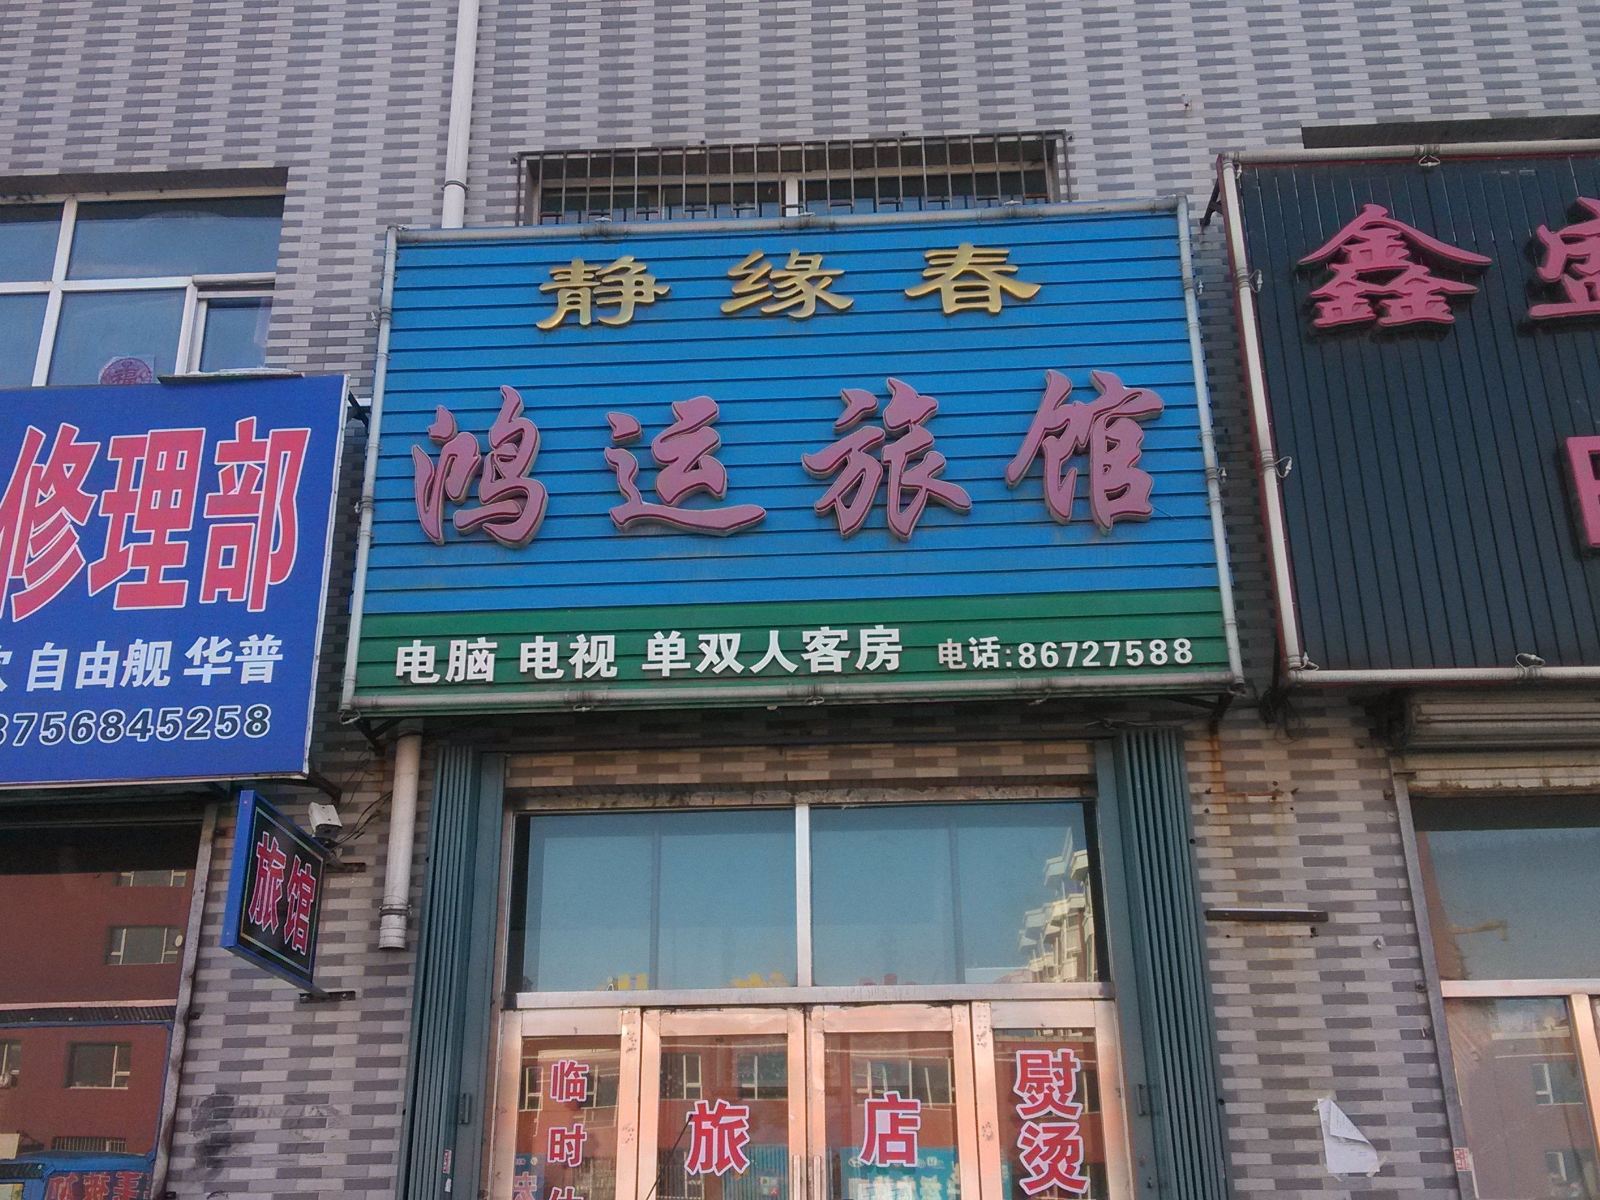 静缘春
鸿运旅馆
电脑 电视 单双人客房 电话:86727588
修理部
自由舰 华普
3756845258
旅馆
鑫盛
临时
旅店
熨烫